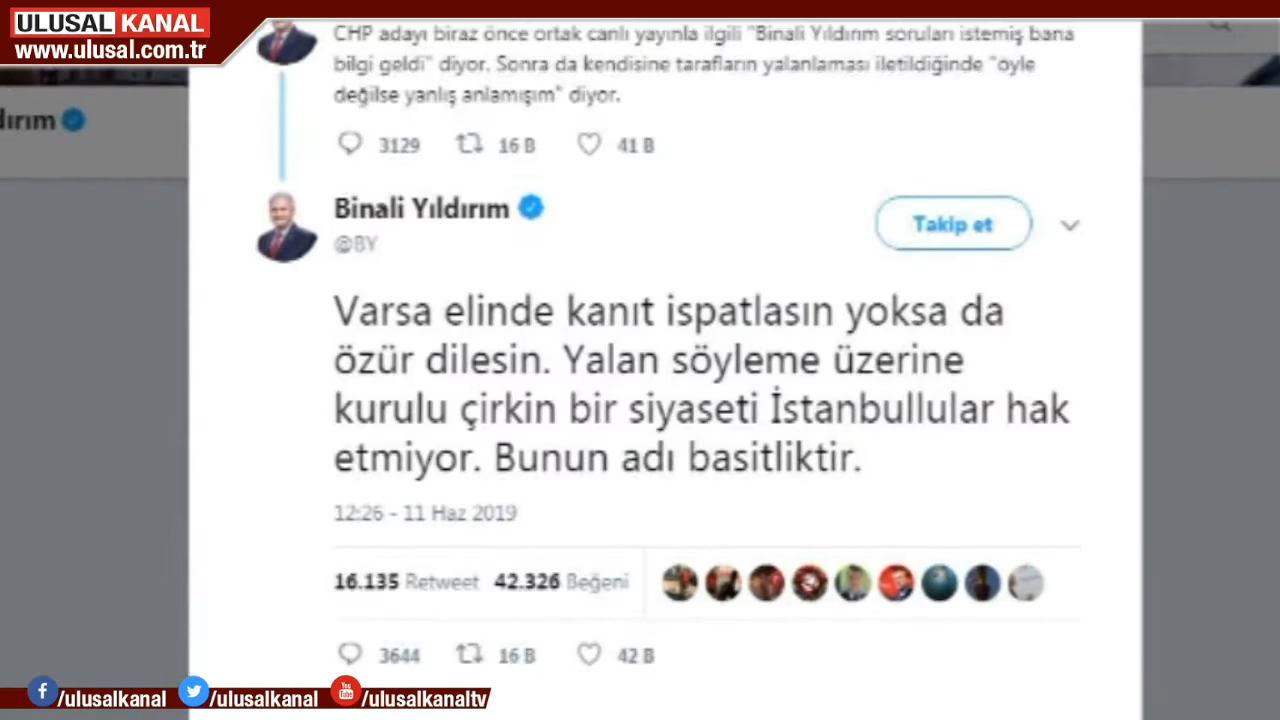 ULUSAL KANAL
www.ulusal.com.tr
CHP adayı biraz önce ortak canlı yayınla ilgili "Binali Yıldırım soruları istemiş bana
bilgi geldi" diyor. Sonra da kendisine tarafların yalanlaması iletildiğinde "öyle
değilse yanlış anlamışım" diyor.
dırım
3129 16 B 41 B
Binali Yıldırım
@BY
Takip et
Varsa elinde kanıt ispatlasın yoksa da
özür dilesin. Yalan söyleme üzerine
kurulu çirkin bir siyaseti İstanbullular hak
etmiyor. Bunun adı basitliktir.
12:26 - 11 Haz 2019
16.135 Retweet 42.326 Beğeni
3644 16 B 42 B
/ulusalkanal /ulusalkanal You Tube /ulusalkanaltv